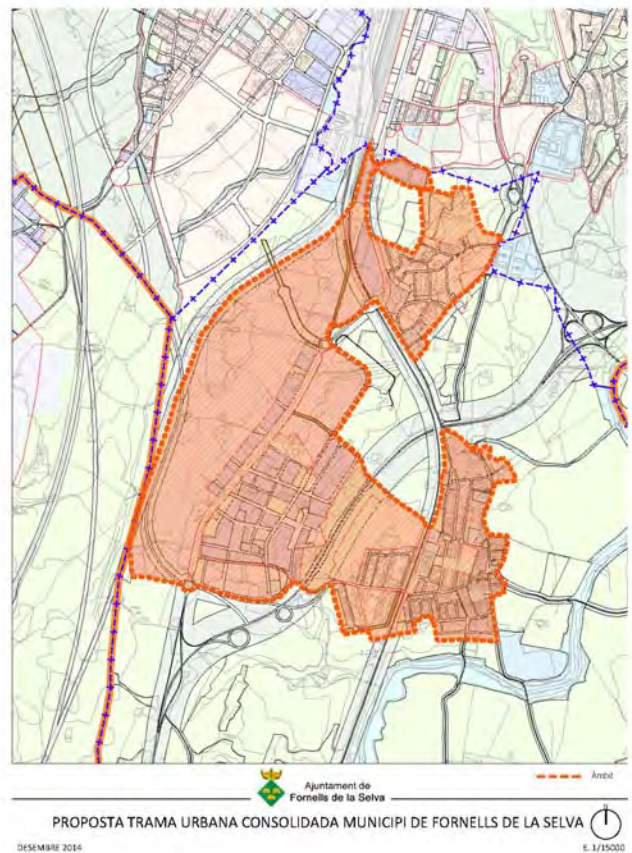 Àmbit
Ajuntament de
Fornells de la Selva
PROPOSTA TRAMA URBANA CONSOLIDADA MUNICIPI DE FORNELLS DE LA SELVA
N
DESEMBRE 2014
E. 1/15000